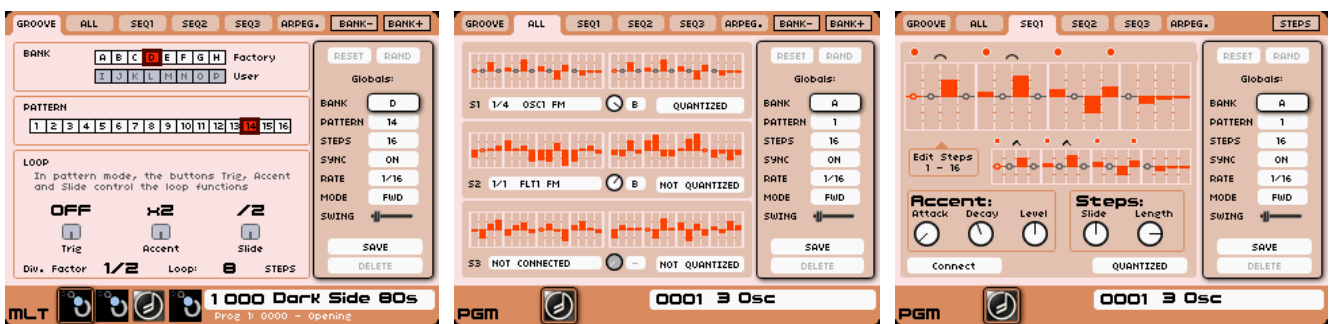 GROOVE ALL SEQ1 SEQ2 SEQ3 ARPEG. BANK- BANK+
BANK
A B C D E F G H Factory
I J K L M N O P User
PATTERN
1 2 3 4 5 6 7 8 9 10 11 12 13 14 15 16
LOOP
In pattern mode, the buttons Trig, Accent
and Slide control the loop functions
OFF x2 /2
Trig Accent Slide
Div. Factor 1/2 Loop: 8 STEPS
RESET RAND
Globals:
BANK D
PATTERN 14
STEPS 16
SYNC ON
RATE 1/16
MODE FWD
SWING
SAVE
DELETE
MLT
1 000 Dark Side 80s
Prog 1: 0000 - Opening
GROOVE ALL SEQ1 SEQ2 SEQ3 ARPEG. BANK- BANK+
S1 1/4 OSC1 FM B QUANTIZED
S2 1/1 FLT1 FM B NOT QUANTIZED
S3 NOT CONNECTED - NOT QUANTIZED
RESET RAND
Globals:
BANK A
PATTERN 1
STEPS 16
SYNC ON
RATE 1/16
MODE FWD
SWING
SAVE
DELETE
PGM
0001 3 Osc
GROOVE ALL SEQ1 SEQ2 SEQ3 ARPEG. STEPS
Edit Steps
1 - 16
Accent:
Attack Decay Level
Steps:
Slide Length
Connect QUANTIZED
RESET RAND
Globals:
BANK A
PATTERN 1
STEPS 16
SYNC ON
RATE 1/16
MODE FWD
SWING
SAVE
DELETE
PGM
0001 3 Osc